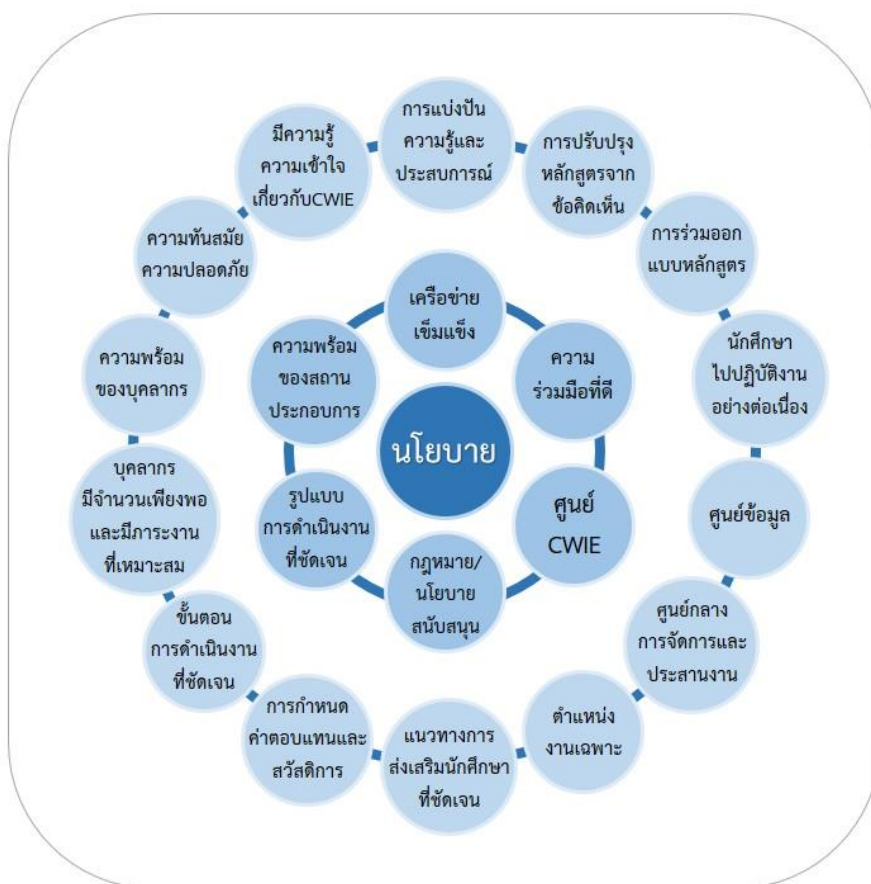 การแบ่งปัน
ความรู้และ
ประสบการณ์
การปรับปรุง
หลักสูตรจาก
ข้อคิดเห็น
การร่วมออก
แบบหลักสูตร
นักศึกษา
ไปปฏิบัติงาน
อย่างต่อเนื่อง
ศูนย์ข้อมูล
ศูนย์กลาง
การจัดการและ
ประสานงาน
ตำแหน่ง
งานเฉพาะ
แนวทางการ
ส่งเสริมนักศึกษา
ที่ชัดเจน
การกำหนด
ค่าตอบแทนและ
สวัสดิการ
ขั้นตอน
การดำเนินงาน
ที่ชัดเจน
บุคลากร
มีจำนวนเพียงพอ
และมีภาระงาน
ที่เหมาะสม
ความพร้อม
ของบุคลากร
ความทันสมัย
ความปลอดภัย
มีความรู้
ความเข้าใจ
เกี่ยวกับCWIE
เครือข่าย
เข็มแข็ง
ความ
ร่วมมือที่ดี
ศูนย์
CWIE
กฎหมาย/
นโยบาย
สนับสนุน
รูปแบบ
การดำเนินงาน
ที่ชัดเจน
ความพร้อม
ของสถาน
ประกอบการ
นโยบาย